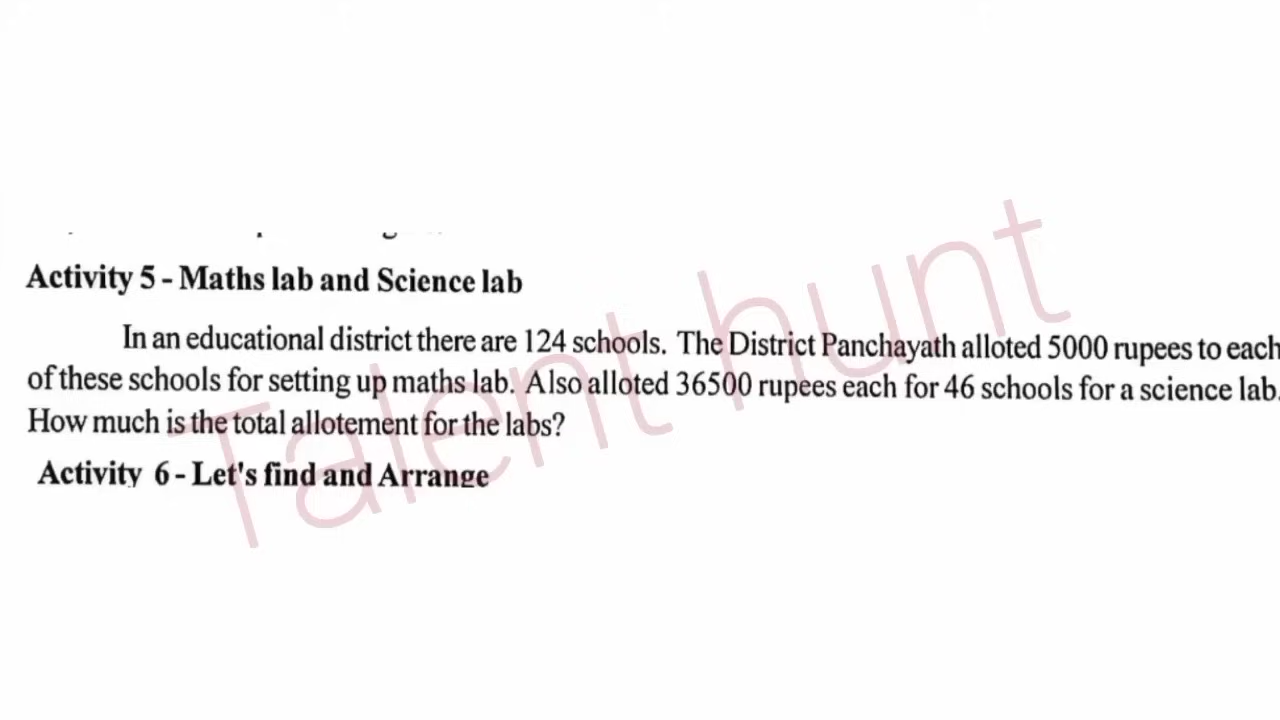 Activity 5 - Maths lab and Science lab
In an educational district there are 124 schools. The District Panchayath alloted 5000 rupees to each
of these schools for setting up maths lab. Also alloted 36500 rupees each for 46 schools for a science lab.
How much is the total allotement for the labs?
Activity 6 - Let's find and Arrange
Talent hunt